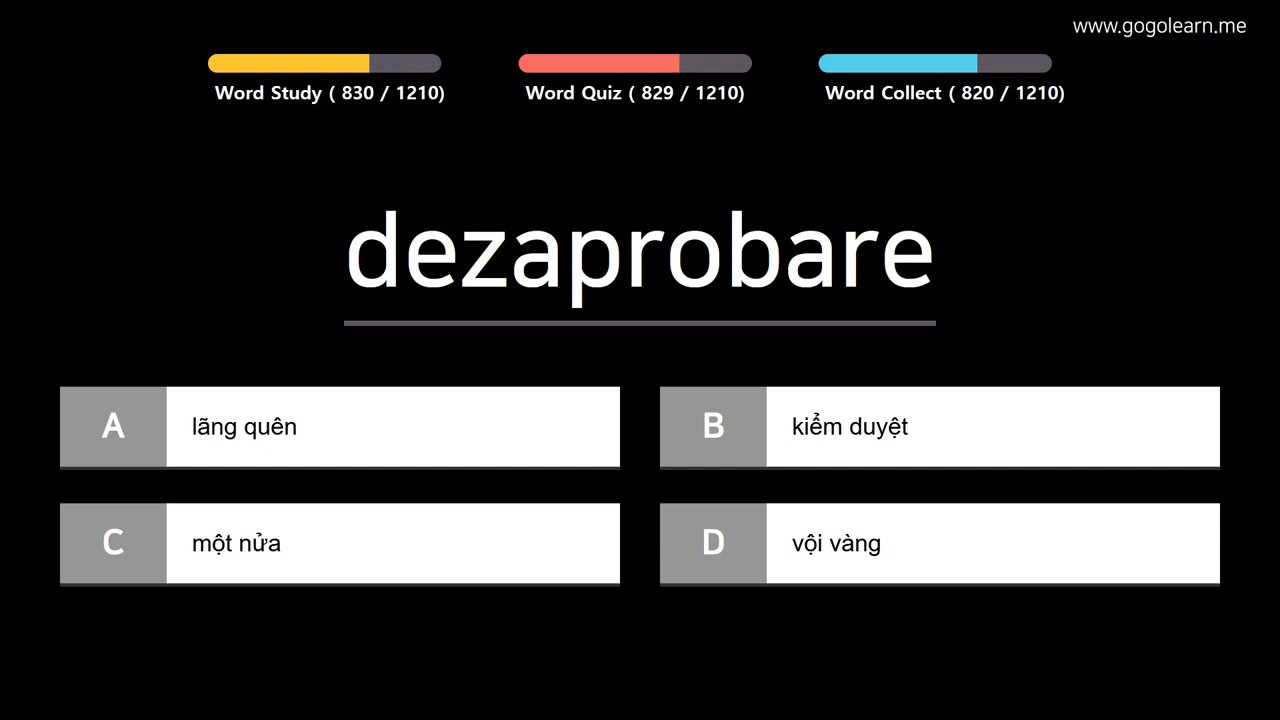 www.gogolearn.me
Word Study ( 830 / 1210)
Word Quiz ( 829 / 1210)
Word Collect ( 820 / 1210)
dezaprobare
A
lãng quên
B
kiểm duyệt
C
một nửa
D
vội vàng